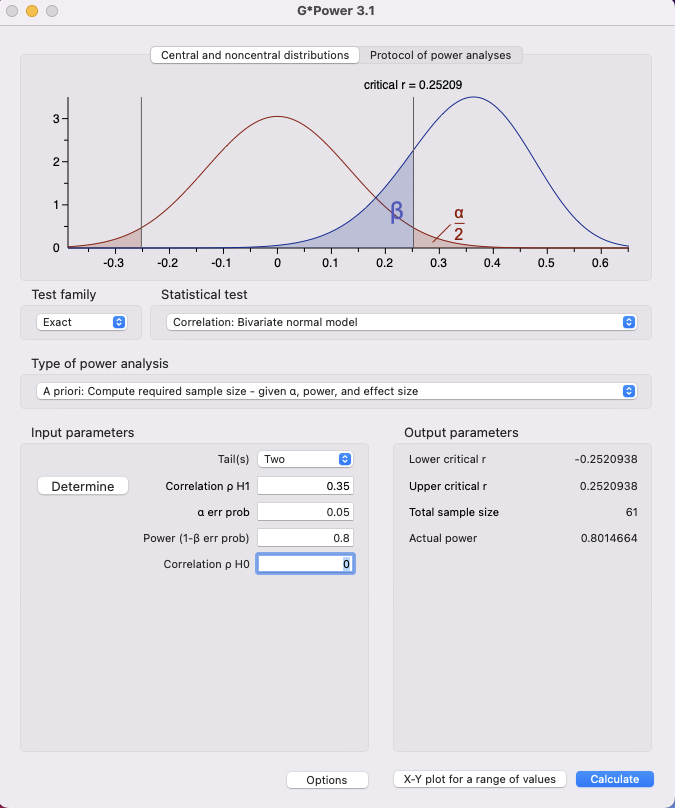 G*Power 3.1
Central and noncentral distributions Protocol of power analyses
critical r = 0.25209
3
2
1
0
β
α
2
-0.3 -0.2 -0.1 0 0.1 0.2 0.3 0.4 0.5 0.6
Test family Statistical test
Exact Correlation: Bivariate normal model
Type of power analysis
A priori: Compute required sample size - given α, power, and effect size
Input parameters
Tail(s) Two
Determine Correlation ρ H1 0.35
α err prob 0.05
Power (1-β err prob) 0.8
Correlation ρ H0 0
Output parameters
Lower critical r -0.2520938
Upper critical r 0.2520938
Total sample size 61
Actual power 0.8014664
Options X-Y plot for a range of values Calculate